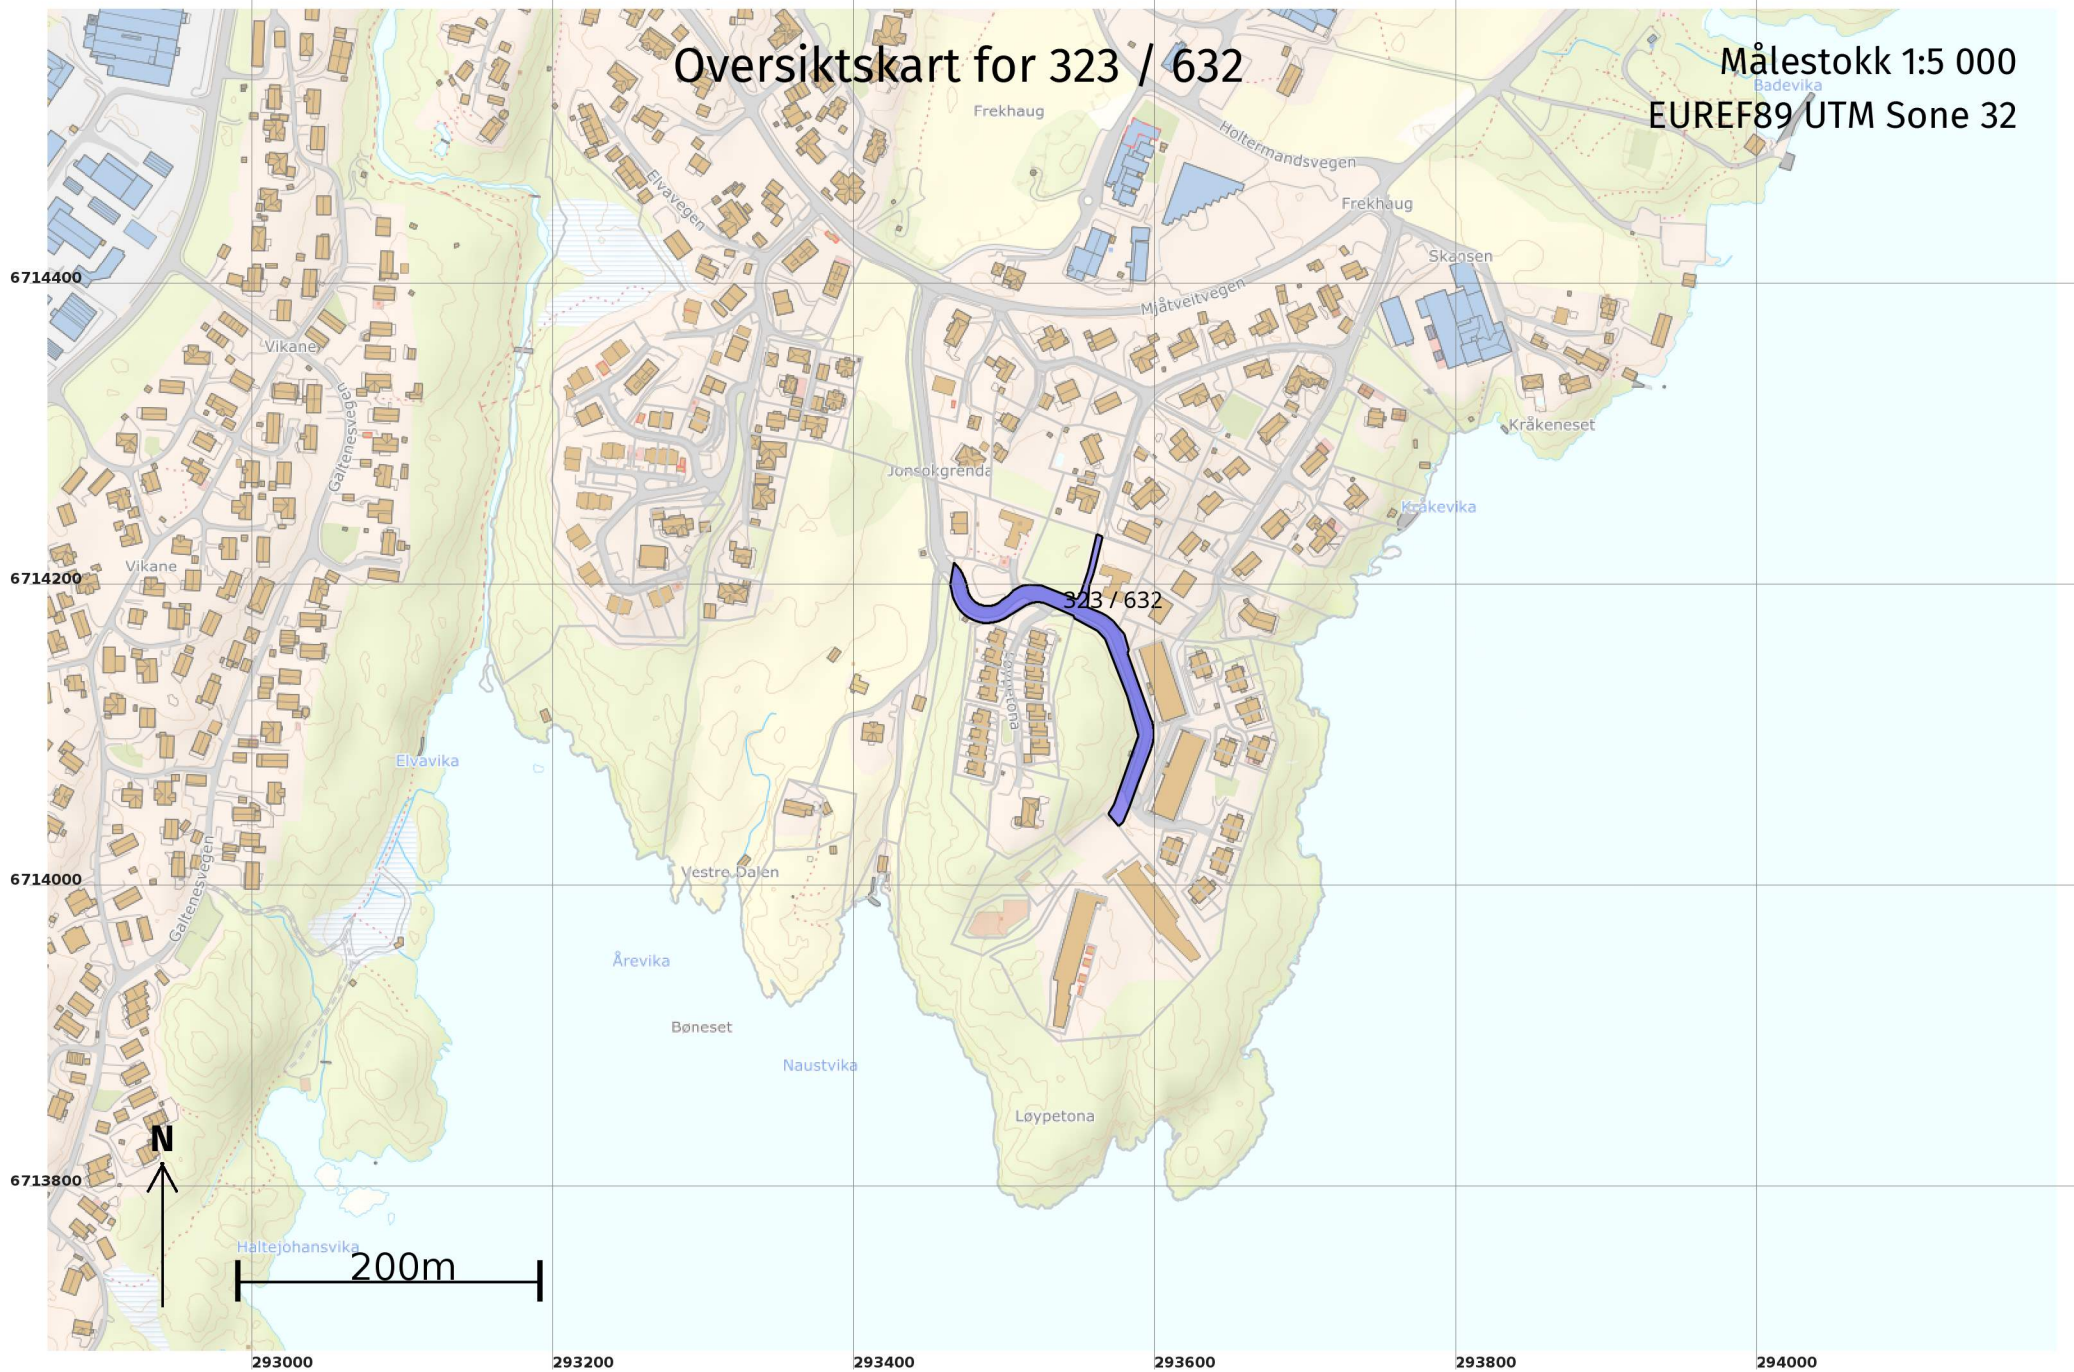 Oversiktskart for 323 / 632
Målestokk 1:5 000
EUREF89 UTM Sone 32
Badevika
Frekhaug
Holtermandsvegen
Elvavegen
Frekhaug
Skansen
6714400
Mjåtveitvegen
Vikane
Galtenesvegen
Kråkeneset
Jonsokgrenda
Kråkevika
Vikane
6714200
323 / 632
Løypetona
Elvavika
Vestre Dalen
6714000
Galtenesvegen
Årevika
Bøneset
Naustvika
Løypetona
N
6713800
Haltejohansvika
200m
293000
293200
293400
293600
293800
294000